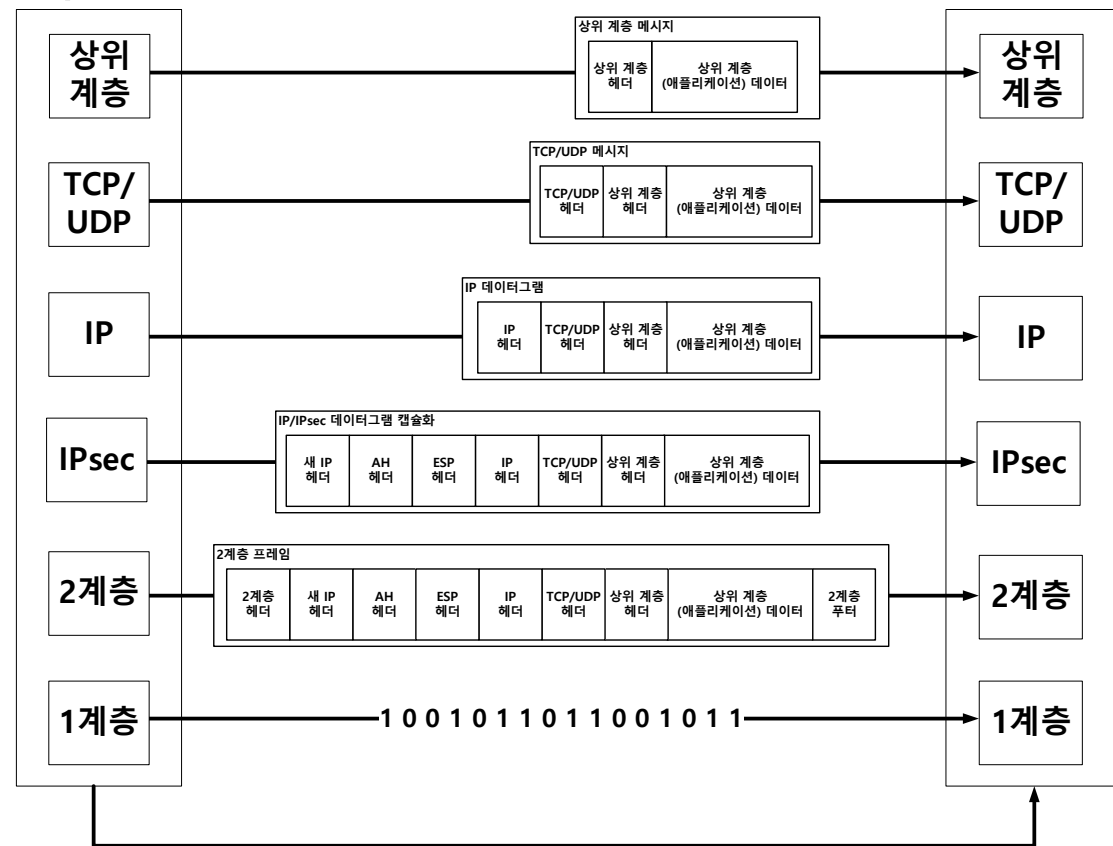 상위 계층 메시지
상위
계층
상위 계층
헤더
상위 계층
(애플리케이션) 데이터
상위
계층
TCP/UDP 메시지
TCP/
UDP
TCP/UDP
헤더
상위 계층
헤더
상위 계층
(애플리케이션) 데이터
TCP/
UDP
IP 데이터그램
IP
IP
헤더
TCP/UDP
헤더
상위 계층
헤더
상위 계층
(애플리케이션) 데이터
IP
IP/IPsec 데이터그램 캡슐화
IPsec
새 IP
헤더
AH
헤더
ESP
헤더
IP
헤더
TCP/UDP
헤더
상위 계층
헤더
상위 계층
(애플리케이션) 데이터
IPsec
2계층 프레임
2계층
2계층
헤더
새 IP
헤더
AH
헤더
ESP
헤더
IP
헤더
TCP/UDP
헤더
상위 계층
헤더
상위 계층
(애플리케이션) 데이터
2계층
푸터
2계층
1계층
1 0 0 1 0 1 1 0 1 1 0 0 1 0 1 1
1계층